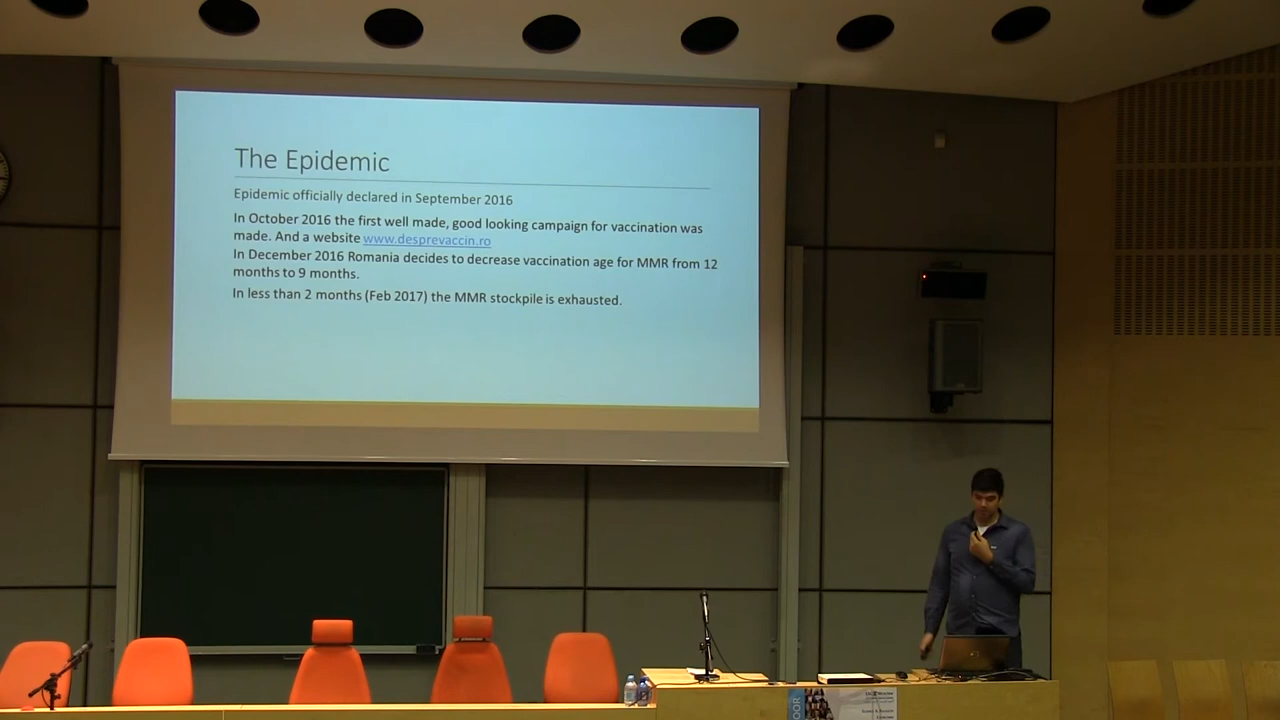 The Epidemic
Epidemic officially declared in September 2016
In October 2016 the first well made, good looking campaign for vaccination was
made. And a website www.desprevaccin.ro
In December 2016 Romania decides to decrease vaccination age for MMR from 12
months to 9 months.
In less than 2 months (Feb 2017) the MMR stockpile is exhausted.